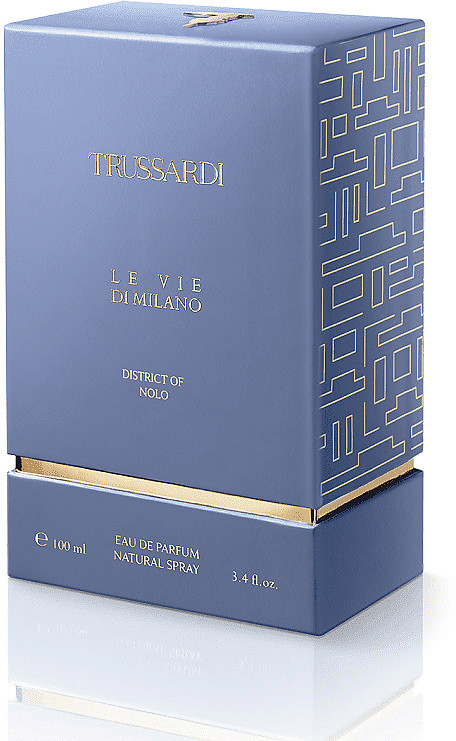 TRUSSARDI
LE VIE
DI MILANO
DISTRICT OF
NOLO
℮ 100 ml
EAU DE PARFUM
NATURAL SPRAY
3.4 fl.oz.